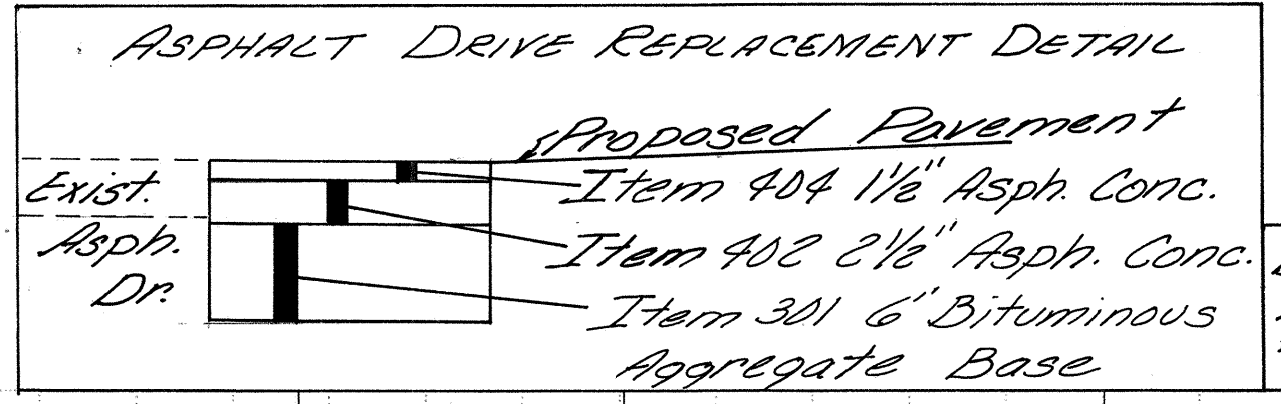 ASPHALT DRIVE REPLACEMENT DETAIL
Proposed Pavement
Exist.
Asph.
Dr.
Item 404 1½" Asph. Conc.
Item 402 2½" Asph. Conc.
Item 301 6" Bituminous
Aggregate Base